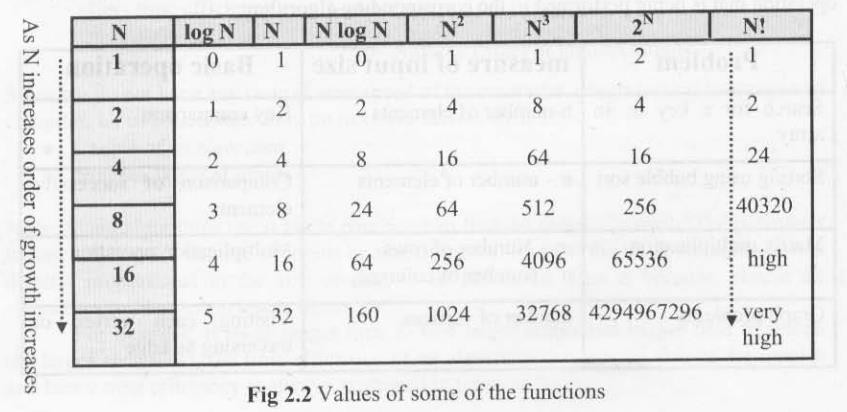 As N increases order of growth increases
N log N N N log N N² N³ 2ᴺ N!
1 0 1 0 1 1 2 1
2 1 2 2 4 8 4 2
4 2 4 8 16 64 16 24
8 3 8 24 64 512 256 40320
16 4 16 64 256 4096 65536 high
32 5 32 160 1024 32768 4294967296 very
high
Fig 2.2 Values of some of the functions